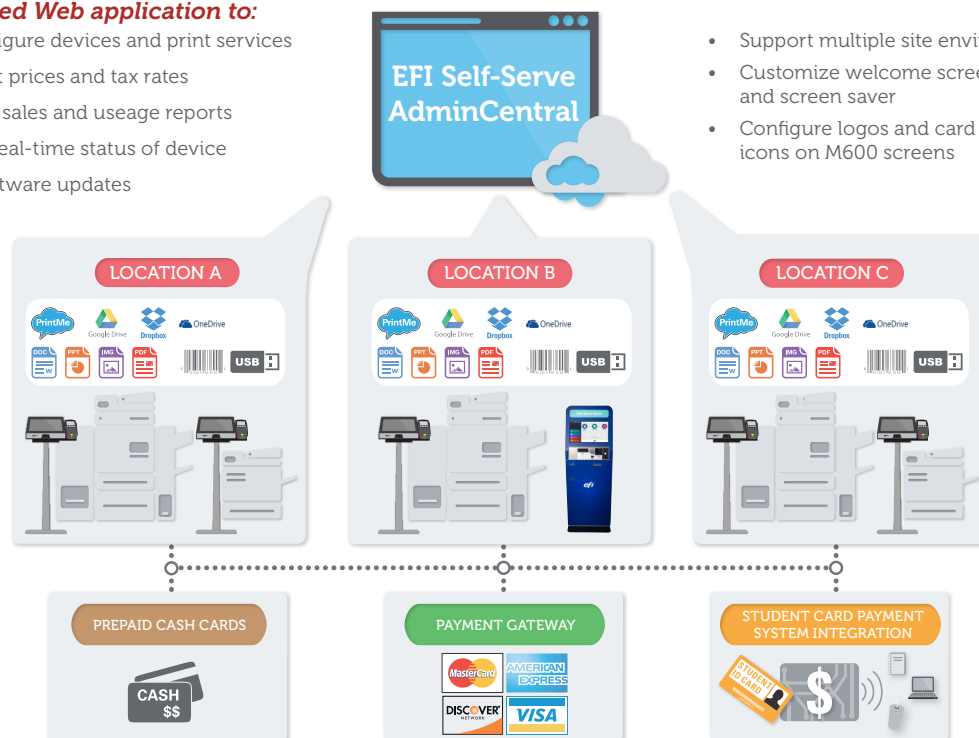 ed Web application to:
igure devices and print services
t prices and tax rates
sales and useage reports
eal-time status of device
tware updates
EFI Self-Serve
AdminCentral
• Support multiple site envi
• Customize welcome scree
and screen saver
• Configure logos and card
icons on M600 screens
LOCATION A
PrintMe
Google Drive
Dropbox
OneDrive
DOC
W
PPT
IMG
PDF
USB
LOCATION B
PrintMe
Google Drive
Dropbox
OneDrive
DOC
W
PPT
IMG
PDF
USB
efi
LOCATION C
PrintMe
Google Drive
Dropbox
OneDrive
DOC
W
PPT
IMG
PDF
USB
PREPAID CASH CARDS
CASH
$$
PAYMENT GATEWAY
MasterCard
AMERICAN
EXPRESS
DISCOVER
NETWORK
VISA
STUDENT CARD PAYMENT
SYSTEM INTEGRATION
STUDENT
ID CARD
$